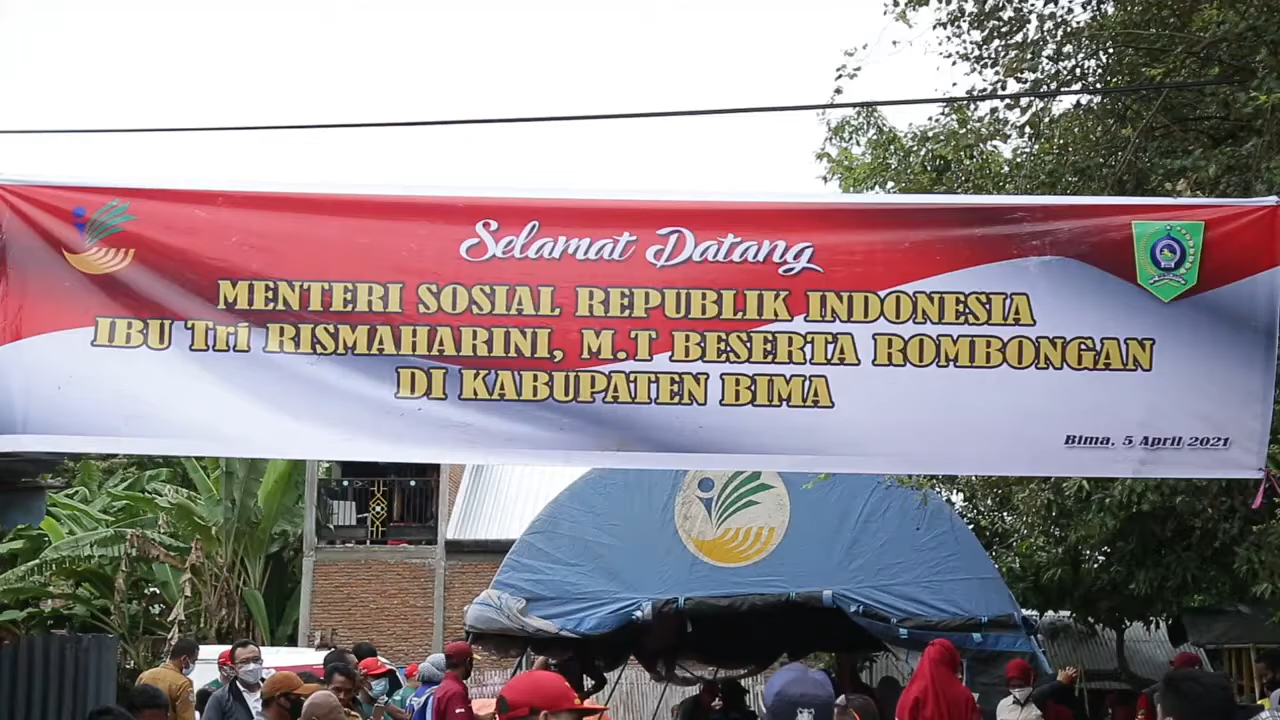 Selamat Datang
MENTERI SOSIAL REPUBLIK INDONESIA
IBU Tri RISMAHARINI, M.T BESERTA ROMBONGAN
DI KABUPATEN BIMA
Bima, 5 April 2021